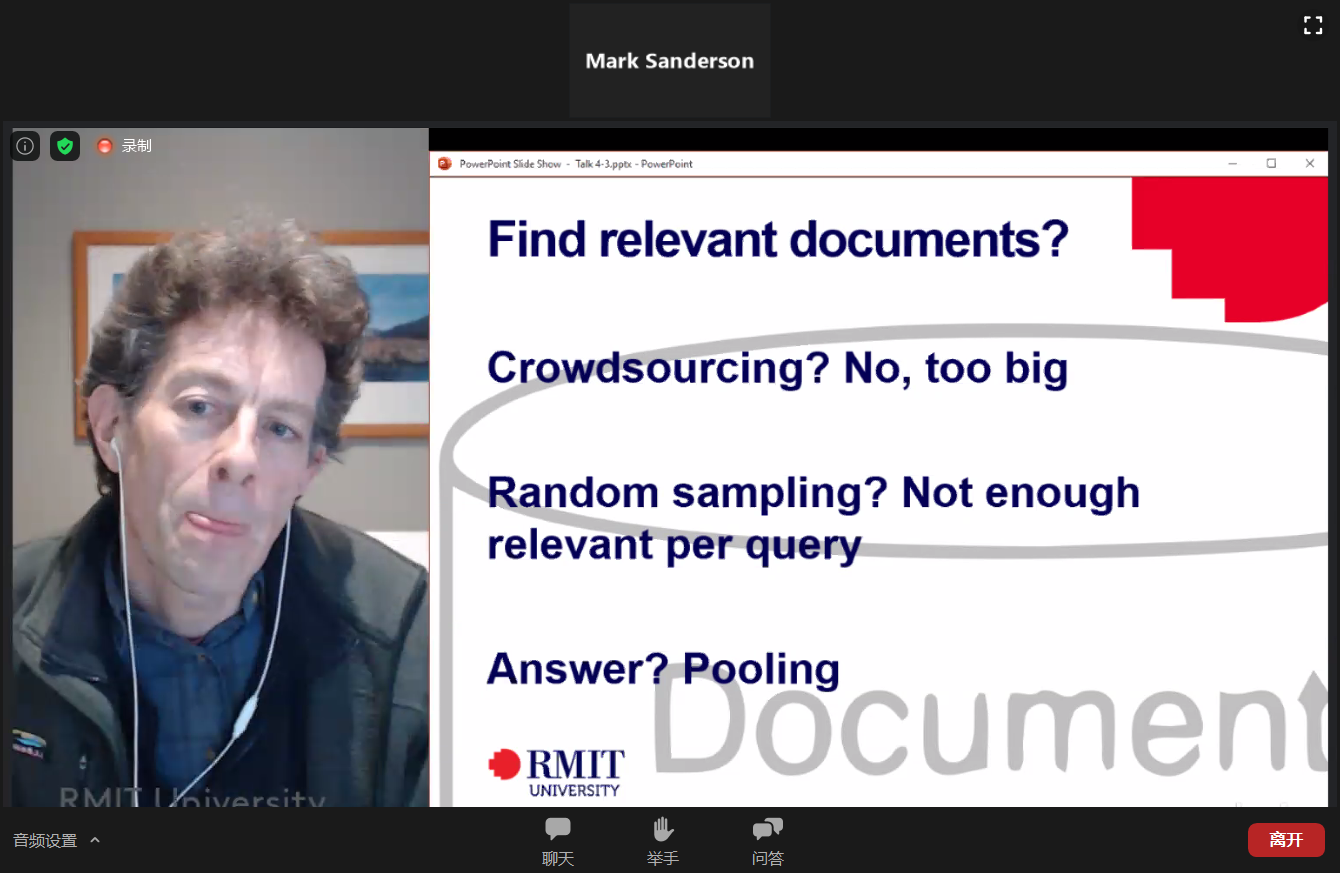 Mark Sanderson
录制
PowerPoint Slide Show - Talk 4-3.pptx - PowerPoint
Find relevant documents?
Crowdsourcing? No, too big
Random sampling? Not enough
relevant per query
Answer? Pooling
Document
RMIT
UNIVERSITY
RMIT University
音频设置
聊天
举手
问答
离开